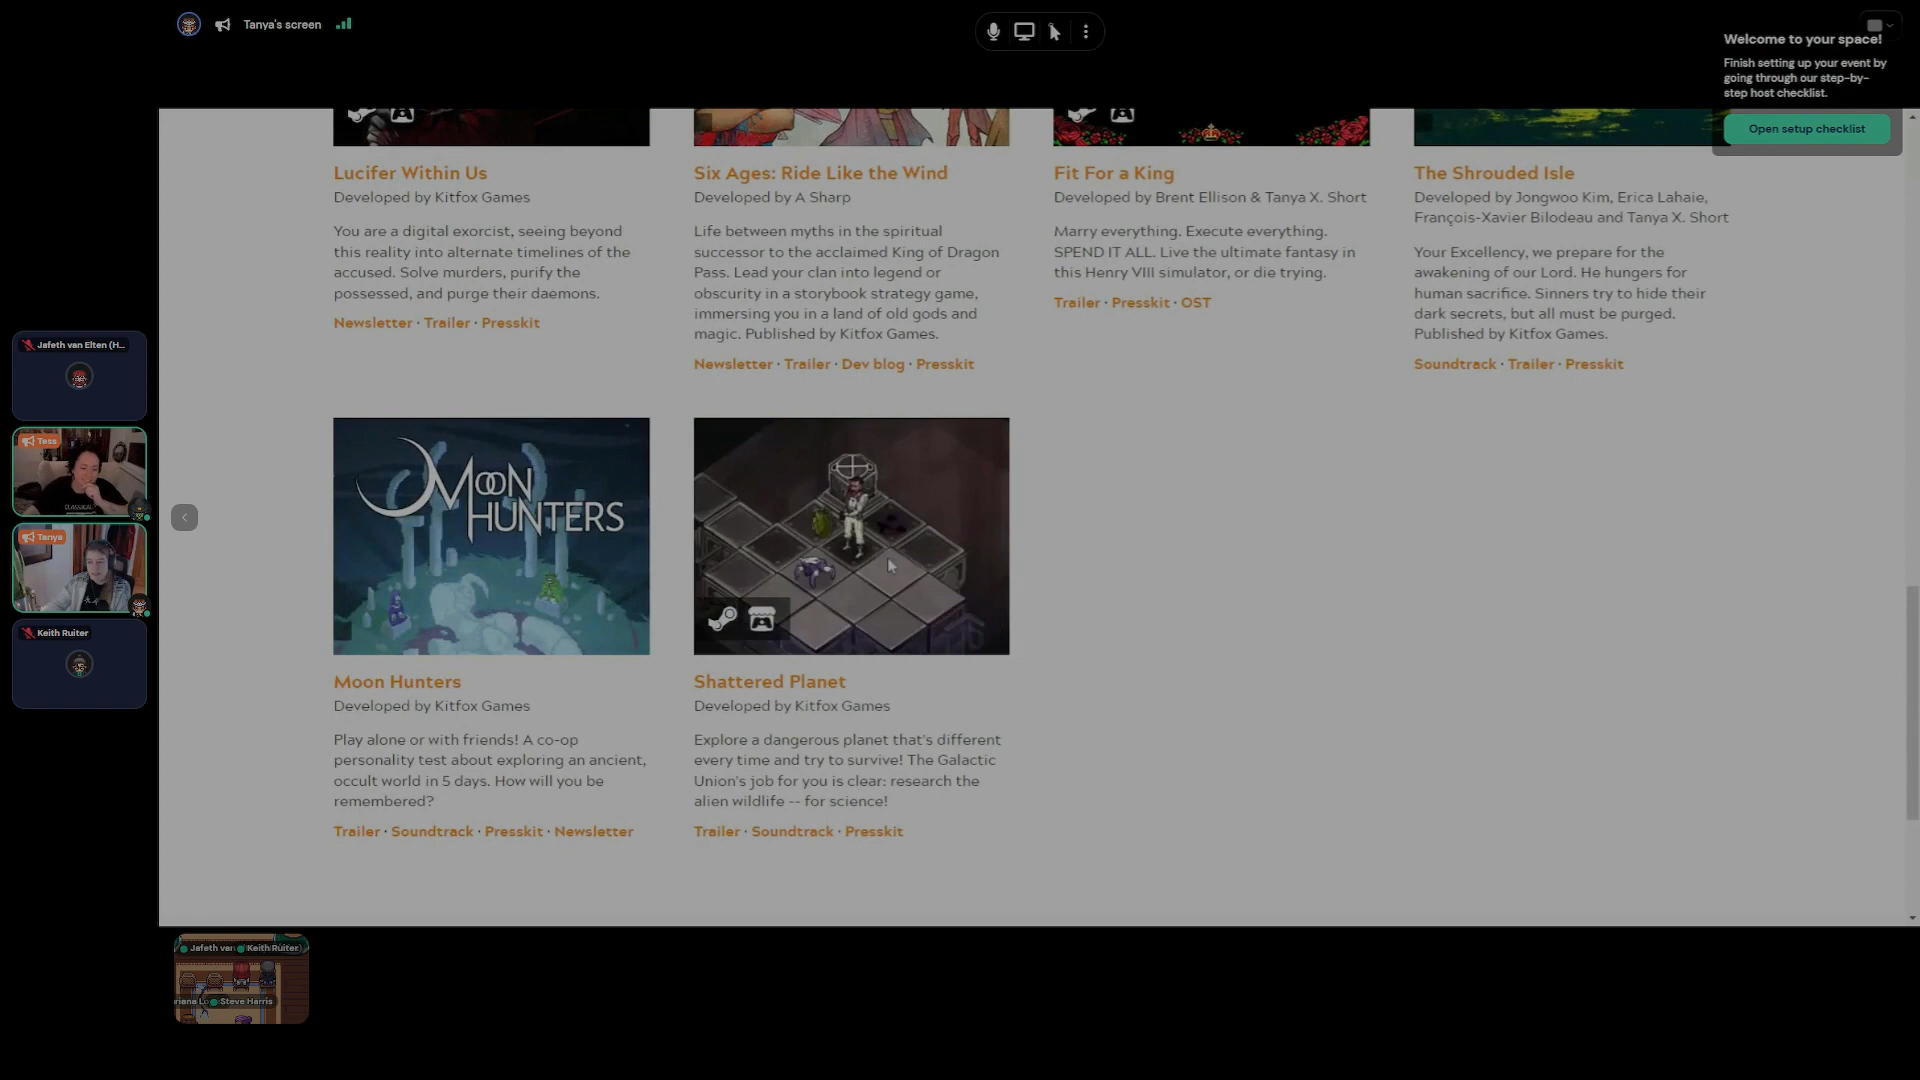 Tanya's screen
Welcome to your space!
Finish setting up your event by
going through our step-by-
step host checklist.
Open setup checklist
Lucifer Within Us
Developed by Kitfox Games
You are a digital exorcist, seeing beyond
this reality into alternate timelines of the
accused. Solve murders, purify the
possessed, and purge their daemons.
Newsletter · Trailer · Presskit
Six Ages: Ride Like the Wind
Developed by A Sharp
Life between myths in the spiritual
successor to the acclaimed King of Dragon
Pass. Lead your clan into legend or
obscurity in a storybook strategy game,
immersing you in a land of old gods and
magic. Published by Kitfox Games.
Newsletter · Trailer · Dev blog · Presskit
Fit For a King
Developed by Brent Ellison & Tanya X. Short
Marry everything. Execute everything.
SPEND IT ALL. Live the ultimate fantasy in
this Henry VIII simulator, or die trying.
Trailer · Presskit · OST
The Shrouded Isle
Developed by Jongwoo Kim, Erica Lahaie,
François-Xavier Bilodeau and Tanya X. Short
Your Excellency, we prepare for the
awakening of our Lord. He hungers for
human sacrifice. Sinners try to hide their
dark secrets, but all must be purged.
Published by Kitfox Games.
Soundtrack · Trailer · Presskit
Jafeth van Elten (H...
Tess
CLASSICAL
Tanya
Keith Ruiter
MOON
HUNTERS
Moon Hunters
Developed by Kitfox Games
Play alone or with friends! A co-op
personality test about exploring an ancient,
occult world in 5 days. How will you be
remembered?
Trailer · Soundtrack · Presskit · Newsletter
Shattered Planet
Developed by Kitfox Games
Explore a dangerous planet that's different
every time and try to survive! The Galactic
Union's job for you is clear: research the
alien wildlife -- for science!
Trailer · Soundtrack · Presskit
Jafeth van Keith Ruiter
riana Lo Steve Harris